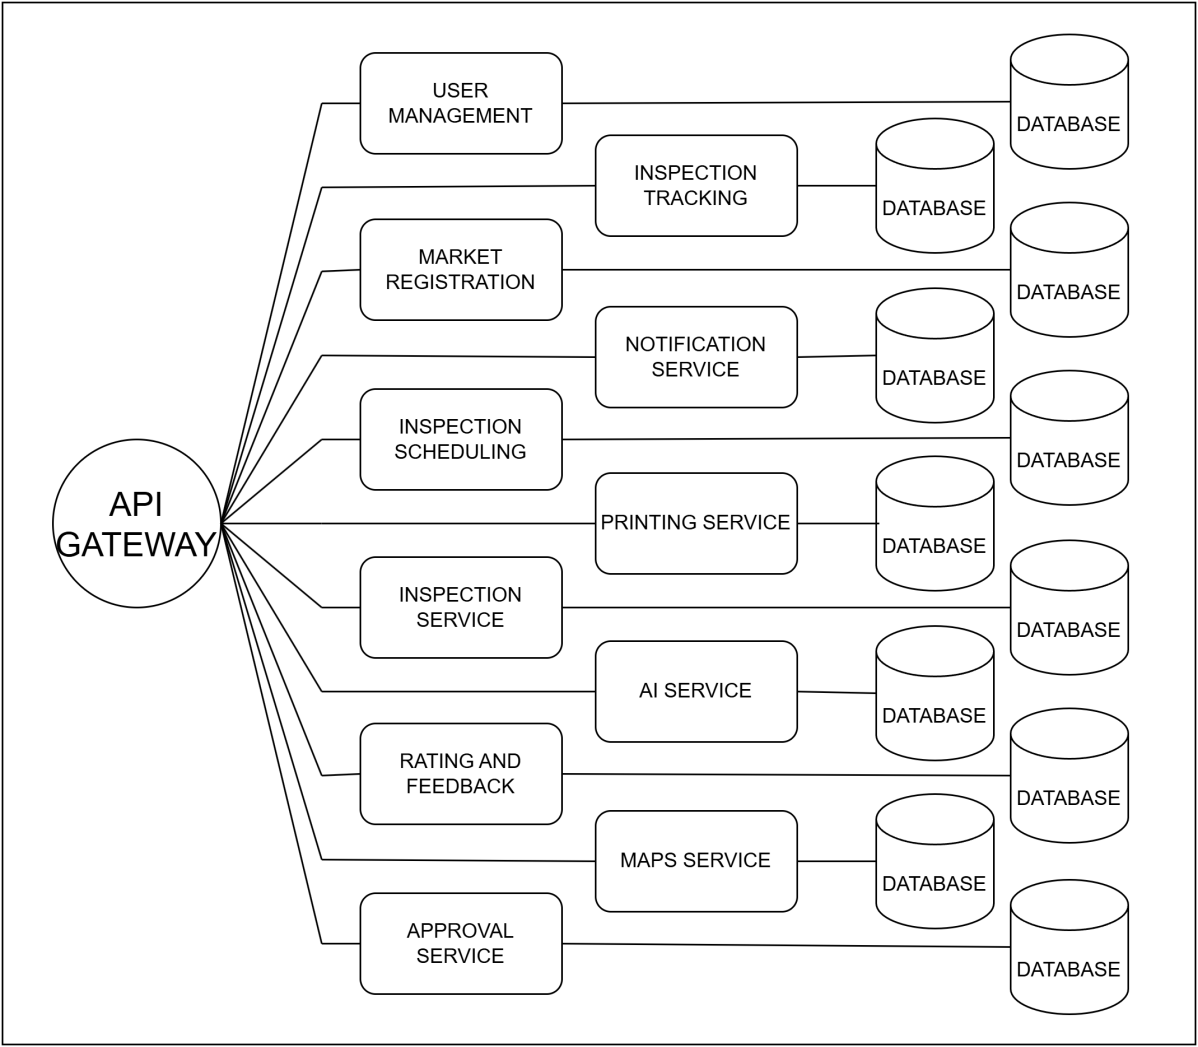 USER
MANAGEMENT
DATABASE
INSPECTION
TRACKING
DATABASE
MARKET
REGISTRATION
DATABASE
NOTIFICATION
SERVICE
DATABASE
INSPECTION
SCHEDULING
DATABASE
API
GATEWAY
PRINTING SERVICE
DATABASE
INSPECTION
SERVICE
DATABASE
AI SERVICE
DATABASE
RATING AND
FEEDBACK
DATABASE
MAPS SERVICE
DATABASE
APPROVAL
SERVICE
DATABASE